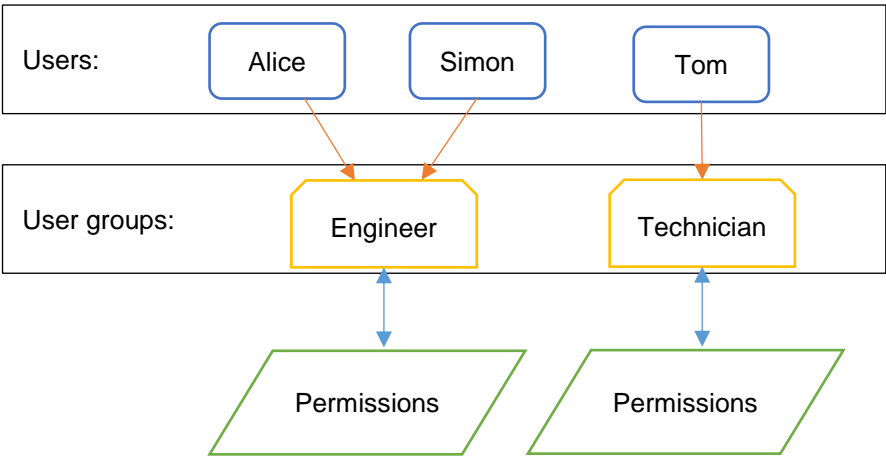 Users:
Alice
Simon
Tom
User groups:
Engineer
Technician
Permissions
Permissions